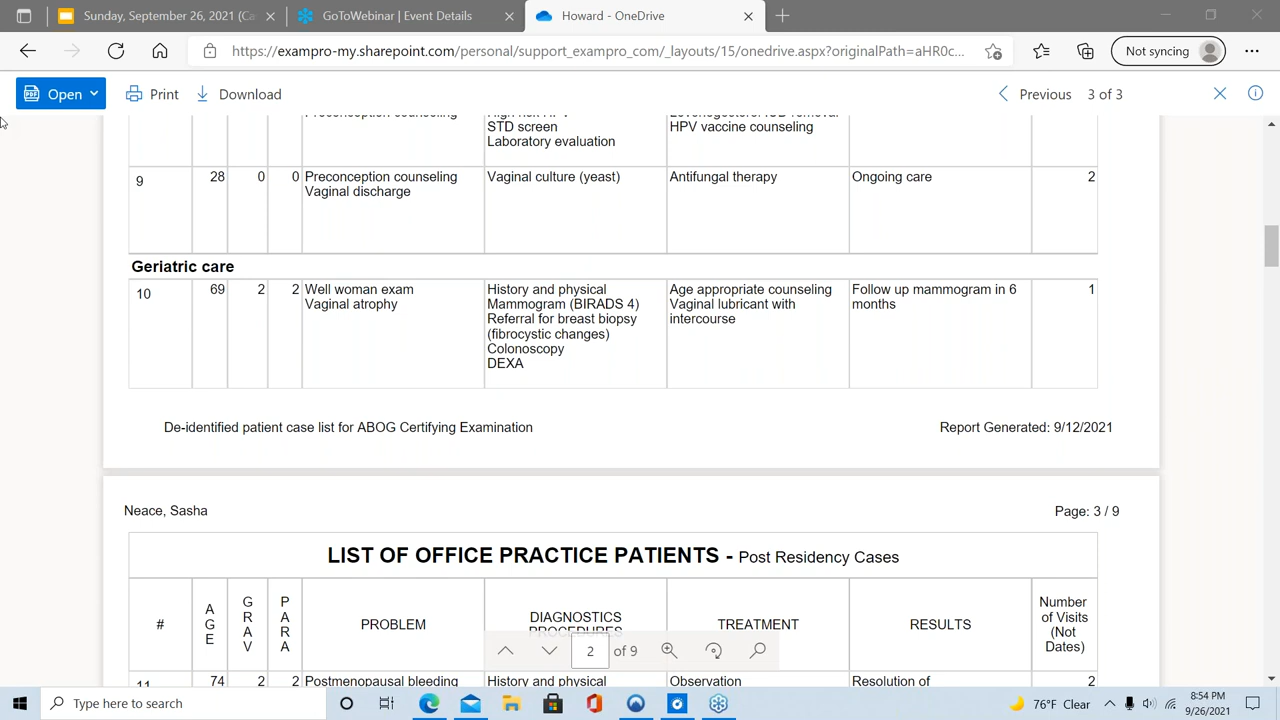 Sunday, September 26, 2021 (Ca
GoToWebinar | Event Details
Howard - OneDrive
https://exampro-my.sharepoint.com/personal/support_exampro_com/_layouts/15/onedrive.aspx?originalPath=aHR0c...
Not syncing
Open
Print
Download
Previous
3 of 3
STD screen
HPV vaccine counseling
Laboratory evaluation
9
28
0
0
Preconception counseling
Vaginal culture (yeast)
Antifungal therapy
Ongoing care
2
Vaginal discharge
Geriatric care
10
69
2
2
Well woman exam
History and physical
Age appropriate counseling
Follow up mammogram in 6
1
Vaginal atrophy
Mammogram (BIRADS 4)
Vaginal lubricant with
months
Referral for breast biopsy
intercourse
(fibrocystic changes)
Colonoscopy
DEXA
De-identified patient case list for ABOG Certifying Examination
Report Generated: 9/12/2021
Neace, Sasha
Page: 3 / 9
LIST OF OFFICE PRACTICE PATIENTS - Post Residency Cases
#
AGE
GRAV
PARA
PROBLEM
DIAGNOSTICS
PROCEDURES
TREATMENT
RESULTS
Number
of Visits
(Not
Dates)
2 of 9
11
74
2
2
Postmenopausal bleeding
History and physical
Observation
Resolution of
2
Type here to search
76°F Clear
8:54 PM
9/26/2021